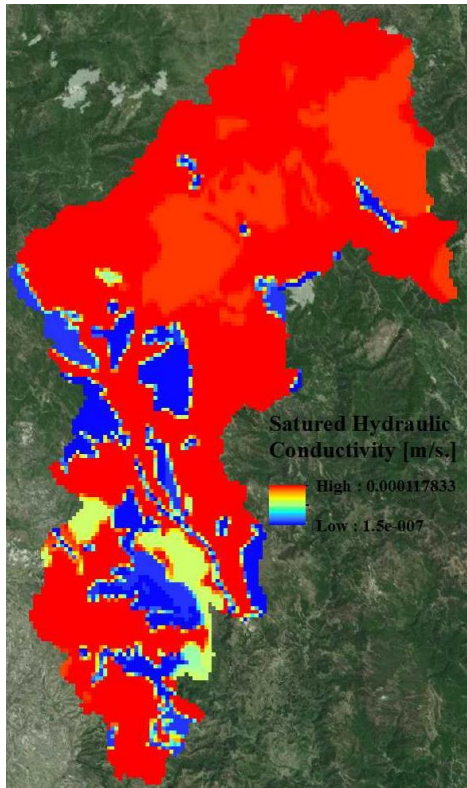 Satured Hydraulic
Conductivity [m/s.]
High : 0.000117833
Low : 1.5e-007